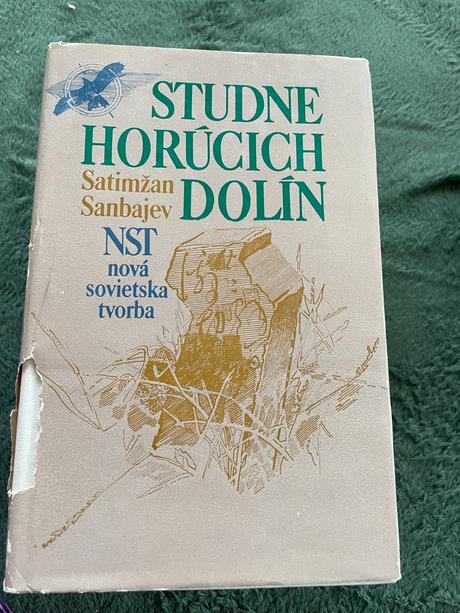 STUDNE
HORÚCICH
Satimžan
Sanbajev
DOLÍN
NST
nová
sovietska
tvorba